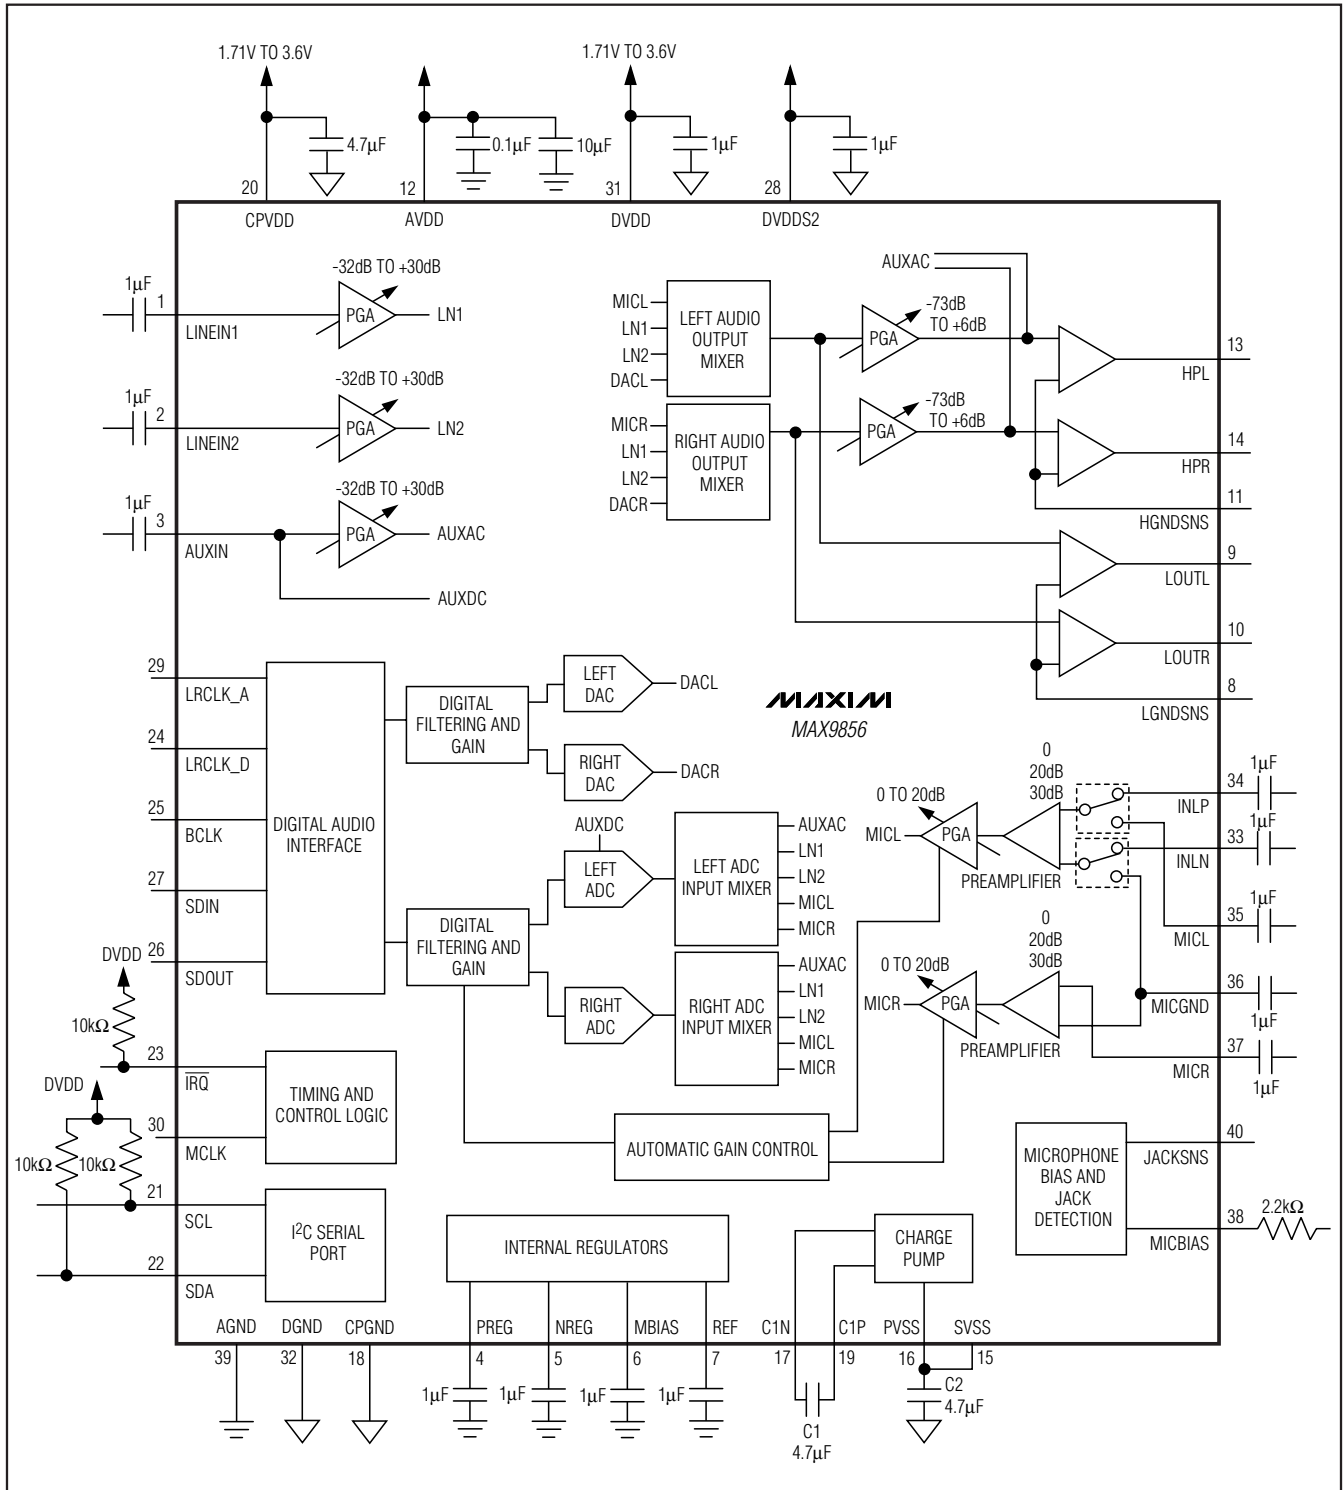 1.71V TO 3.6V
1.71V TO 3.6V
4.7µF
0.1µF
10µF
1µF
1µF
20
12
31
28
CPVDD
AVDD
DVDD
DVDDS2
1µF
1
LINEIN1
-32dB TO +30dB
PGA
LN1
1µF
2
LINEIN2
-32dB TO +30dB
PGA
LN2
1µF
3
AUXIN
-32dB TO +30dB
PGA
AUXAC
AUXDC
MICL
LN1
LN2
DACL
LEFT AUDIO
OUTPUT
MIXER
MICR
LN1
LN2
DACR
RIGHT AUDIO
OUTPUT
MIXER
AUXAC
-73dB
TO +6dB
PGA
-73dB
TO +6dB
PGA
13
HPL
14
HPR
11
HGNDSNS
9
LOUTL
10
LOUTR
8
LGNDSNS
29
LRCLK_A
24
LRCLK_D
25
BCLK
27
SDIN
26
SDOUT
DIGITAL AUDIO
INTERFACE
DIGITAL
FILTERING AND
GAIN
LEFT
DAC
DACL
RIGHT
DAC
DACR
MAXIM
MAX9856
AUXDC
LEFT
ADC
LEFT ADC
INPUT MIXER
AUXAC
LN1
LN2
MICL
MICR
DIGITAL
FILTERING AND
GAIN
RIGHT
ADC
RIGHT ADC
INPUT MIXER
AUXAC
LN1
LN2
MICL
MICR
0 TO 20dB
MICL
PGA
0
20dB
30dB
PREAMPLIFIER
1µF
34
INLP
1µF
33
INLN
1µF
35
MICL
0 TO 20dB
MICR
PGA
0
20dB
30dB
PREAMPLIFIER
36
MICGND
1µF
37
MICR
1µF
DVDD
10kΩ
23
IRQ
DVDD
30
MCLK
TIMING AND
CONTROL LOGIC
10kΩ
10kΩ
21
SCL
22
SDA
I²C SERIAL
PORT
AUTOMATIC GAIN CONTROL
MICROPHONE
BIAS AND
JACK
DETECTION
40
JACKSNS
38
MICBIAS
2.2kΩ
INTERNAL REGULATORS
CHARGE
PUMP
AGND
DGND
CPGND
PREG
NREG
MBIAS
REF
C1N
C1P
PVSS
SVSS
39
32
18
4
5
6
7
17
19
16
15
1µF
1µF
1µF
1µF
C1
4.7µF
C2
4.7µF